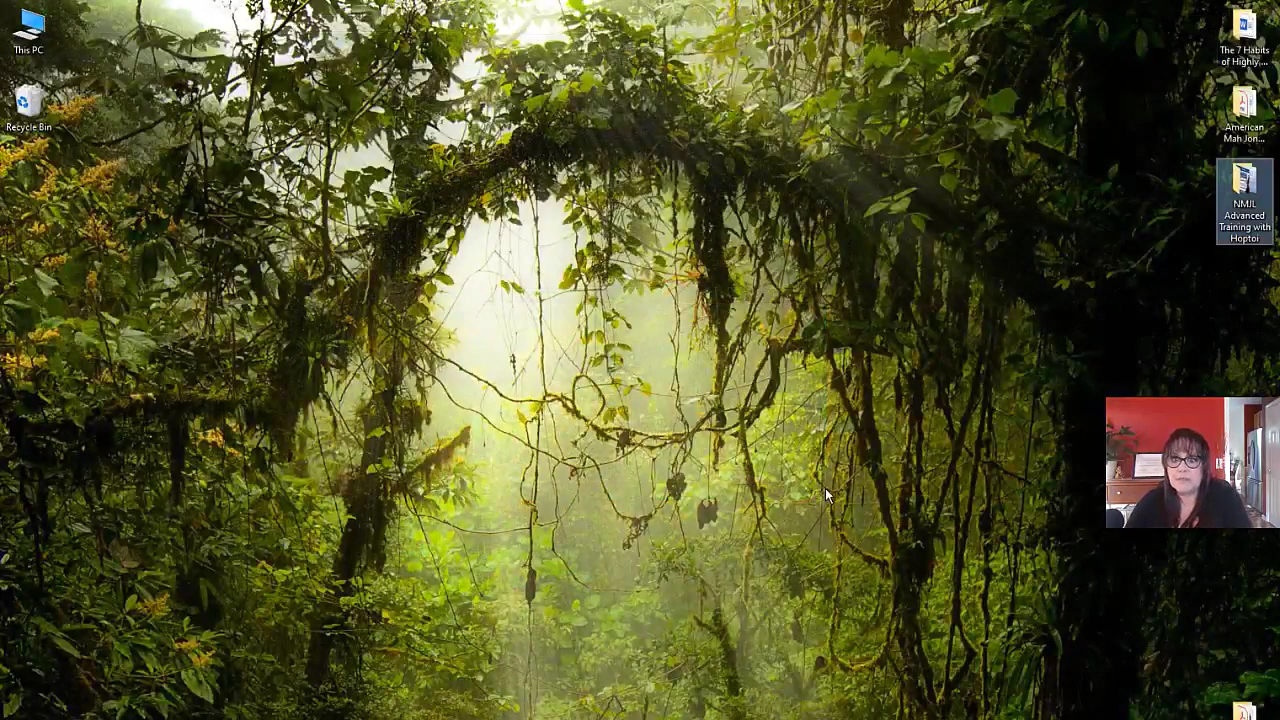 This PC
Recycle Bin
The 7 Habits
of Highly,...
American
Mah Jon...
NMJL
Advanced
Training with
Hoptoi